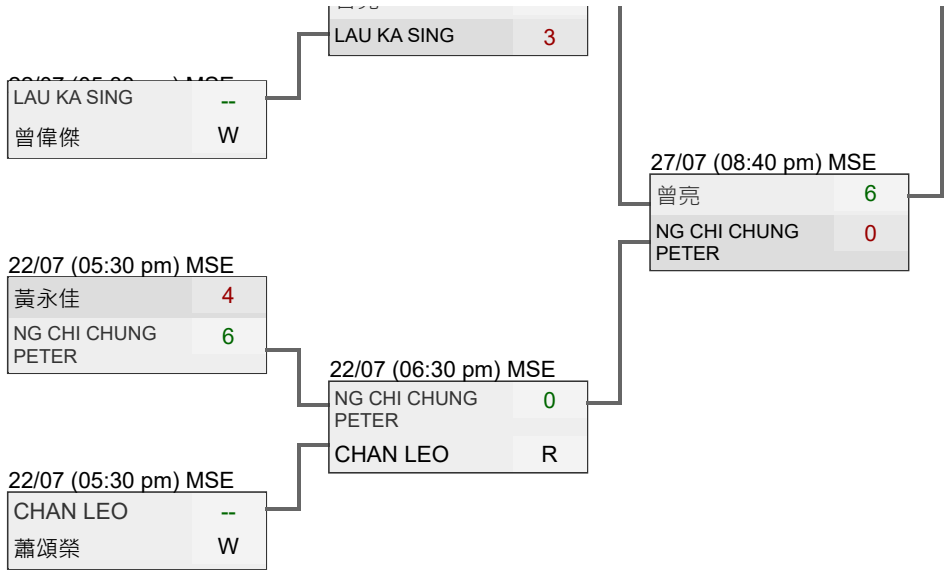 LAU KA SING 3
LAU KA SING --
曾偉傑 W
27/07 (08:40 pm) MSE
曾亮 6
NG CHI CHUNG 0
PETER
22/07 (05:30 pm) MSE
黃永佳 4
NG CHI CHUNG 6
PETER
22/07 (06:30 pm) MSE
NG CHI CHUNG 0
PETER
CHAN LEO R
22/07 (05:30 pm) MSE
CHAN LEO --
蕭頌榮 W